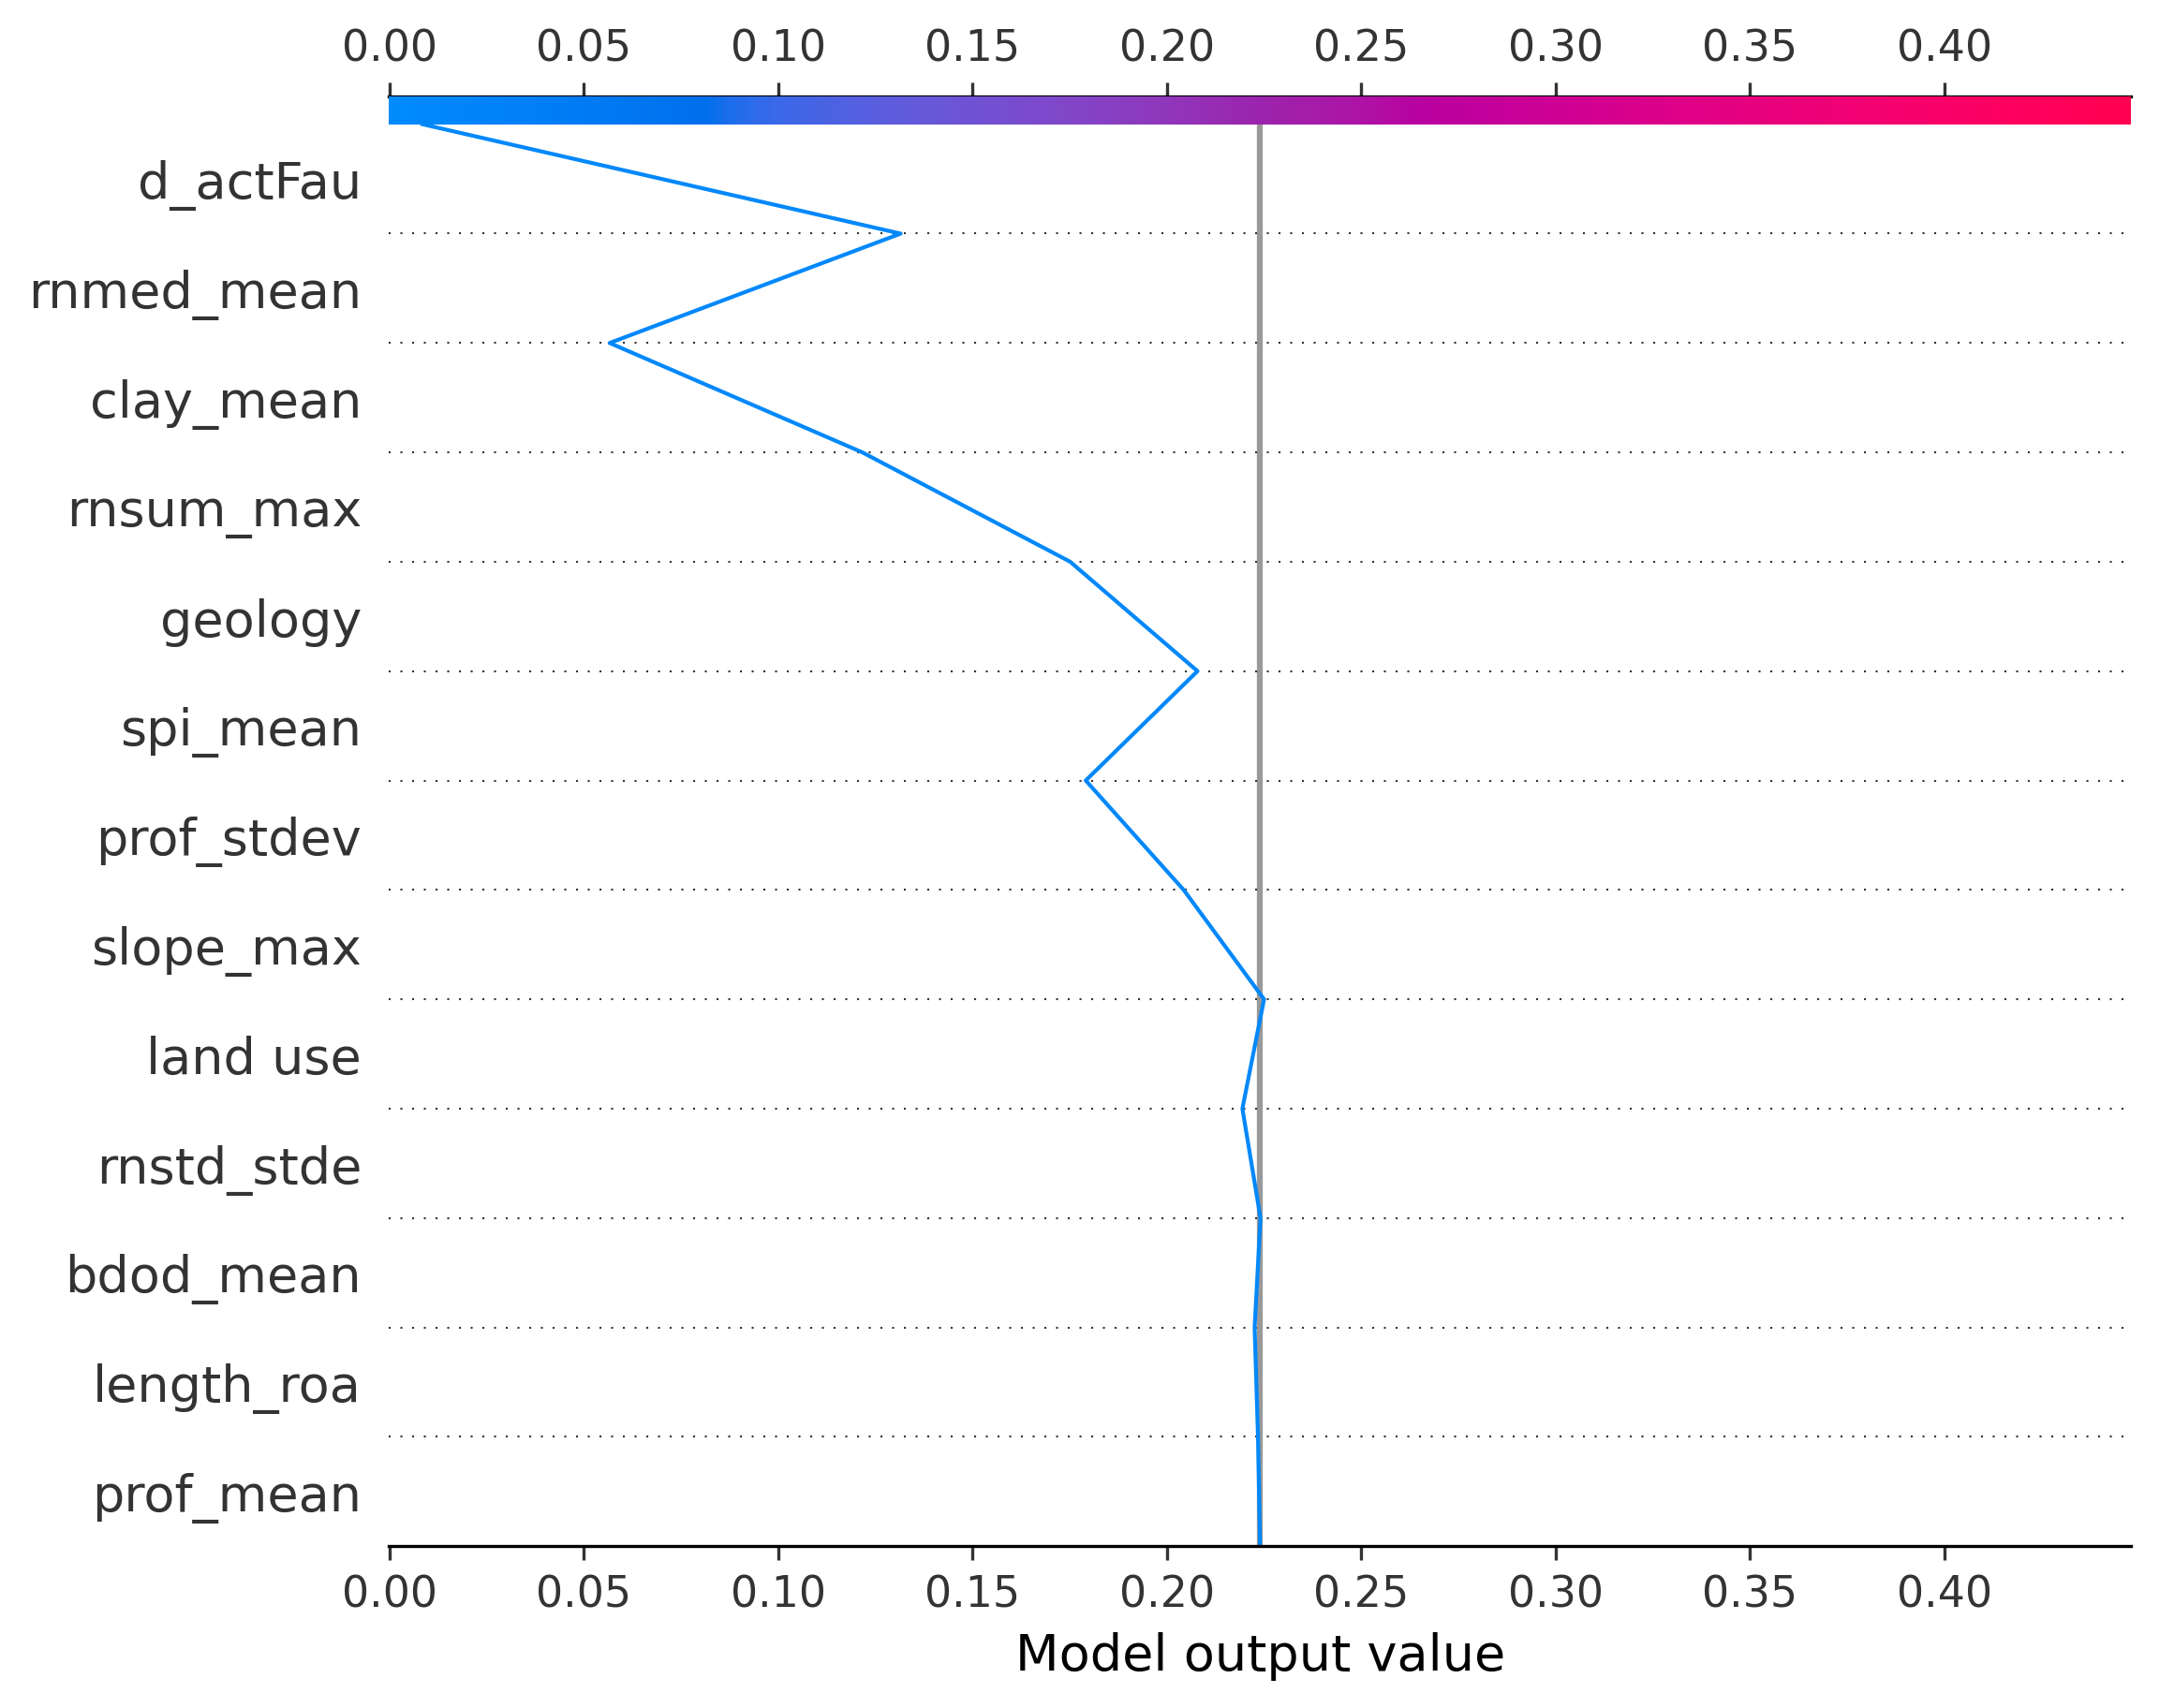 0.00 0.05 0.10 0.15 0.20 0.25 0.30 0.35 0.40
d_actFau
rnmed_mean
clay_mean
rnsum_max
geology
spi_mean
prof_stdev
slope_max
land use
rnstd_stde
bdod_mean
length_roa
prof_mean
0.00 0.05 0.10 0.15 0.20 0.25 0.30 0.35 0.40
Model output value